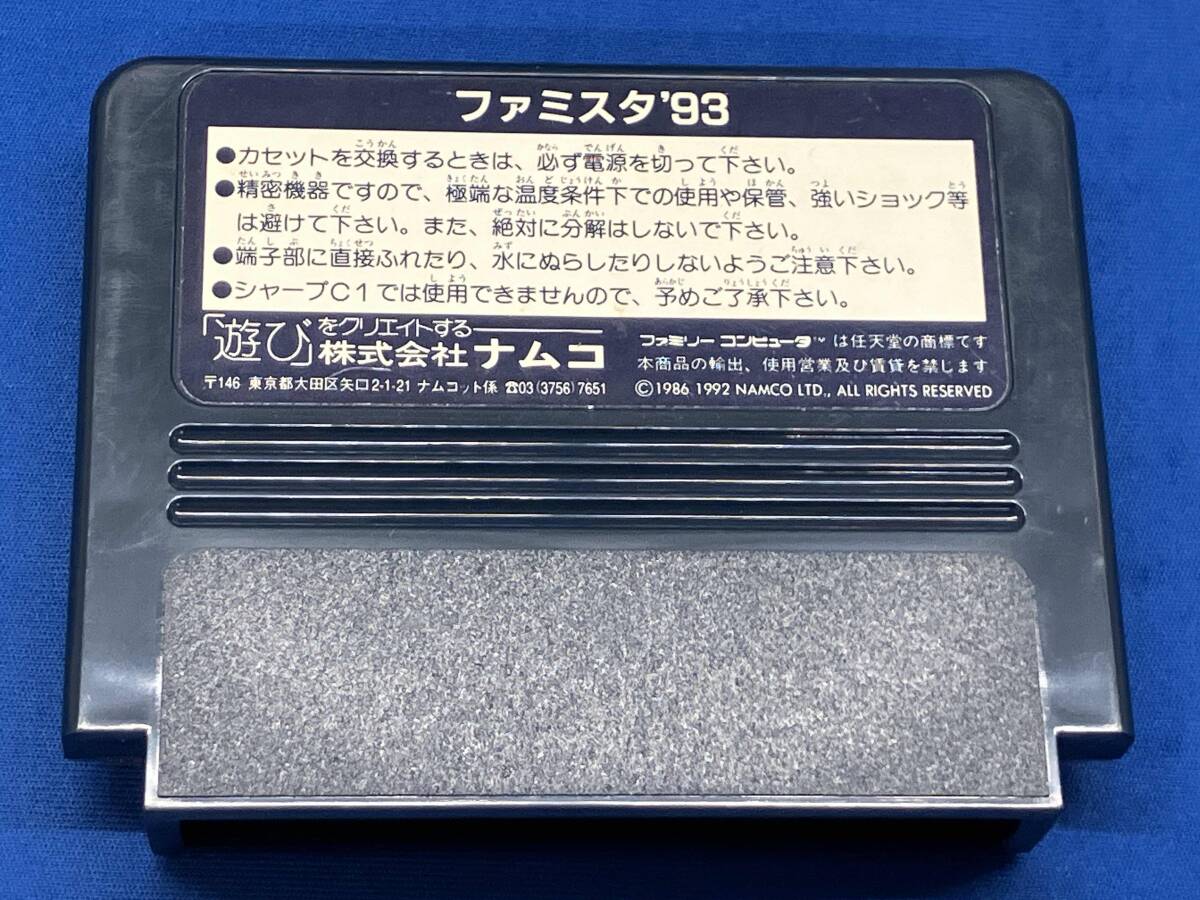 ファミスタ'93
●カセットを交換するときは、必ず電源を切って下さい。
●精密機器ですので、極端な温度条件下での使用や保管、強いショック等
は避けて下さい。また、絶対に分解はしないで下さい。
●端子部に直接ふれたり、水にぬらしたりしないようご注意下さい。
●シャープC1では使用できませんので、予めご了承下さい。
「遊び」をクリエイトする
株式会社ナムコ
〒146 東京都大田区矢口2-1-21 ナムコット係 ☎03(3756)7651
ファミリーコンピュータ™は任天堂の商標です
本商品の輸出、使用営業及び賃貸を禁じます
©1986 1992 NAMCO LTD., ALL RIGHTS RESERVED